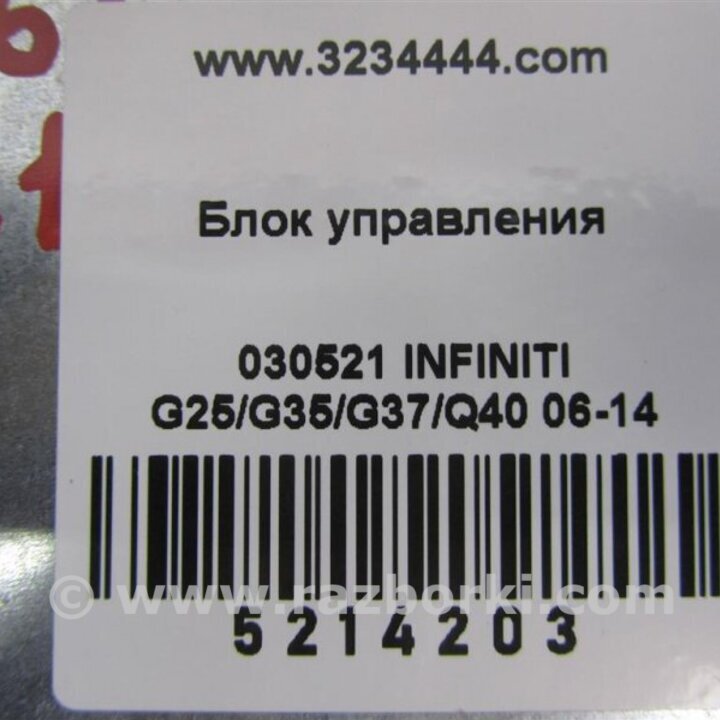 www.3234444.com
Блок управления
030521 INFINITI
G25/G35/G37/Q40 06-14
© www.razborki.com
5214203